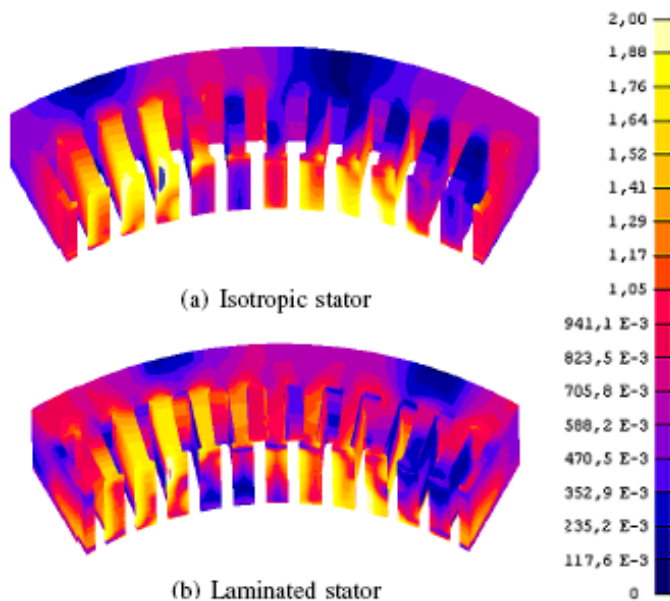 2,00
1,88
1,76
1,64
1,52
1,41
1,29
1,17
1,05
941,1 E-3
823,5 E-3
705,8 E-3
588,2 E-3
470,5 E-3
352,9 E-3
235,2 E-3
117,6 E-3
0
(a) Isotropic stator
(b) Laminated stator